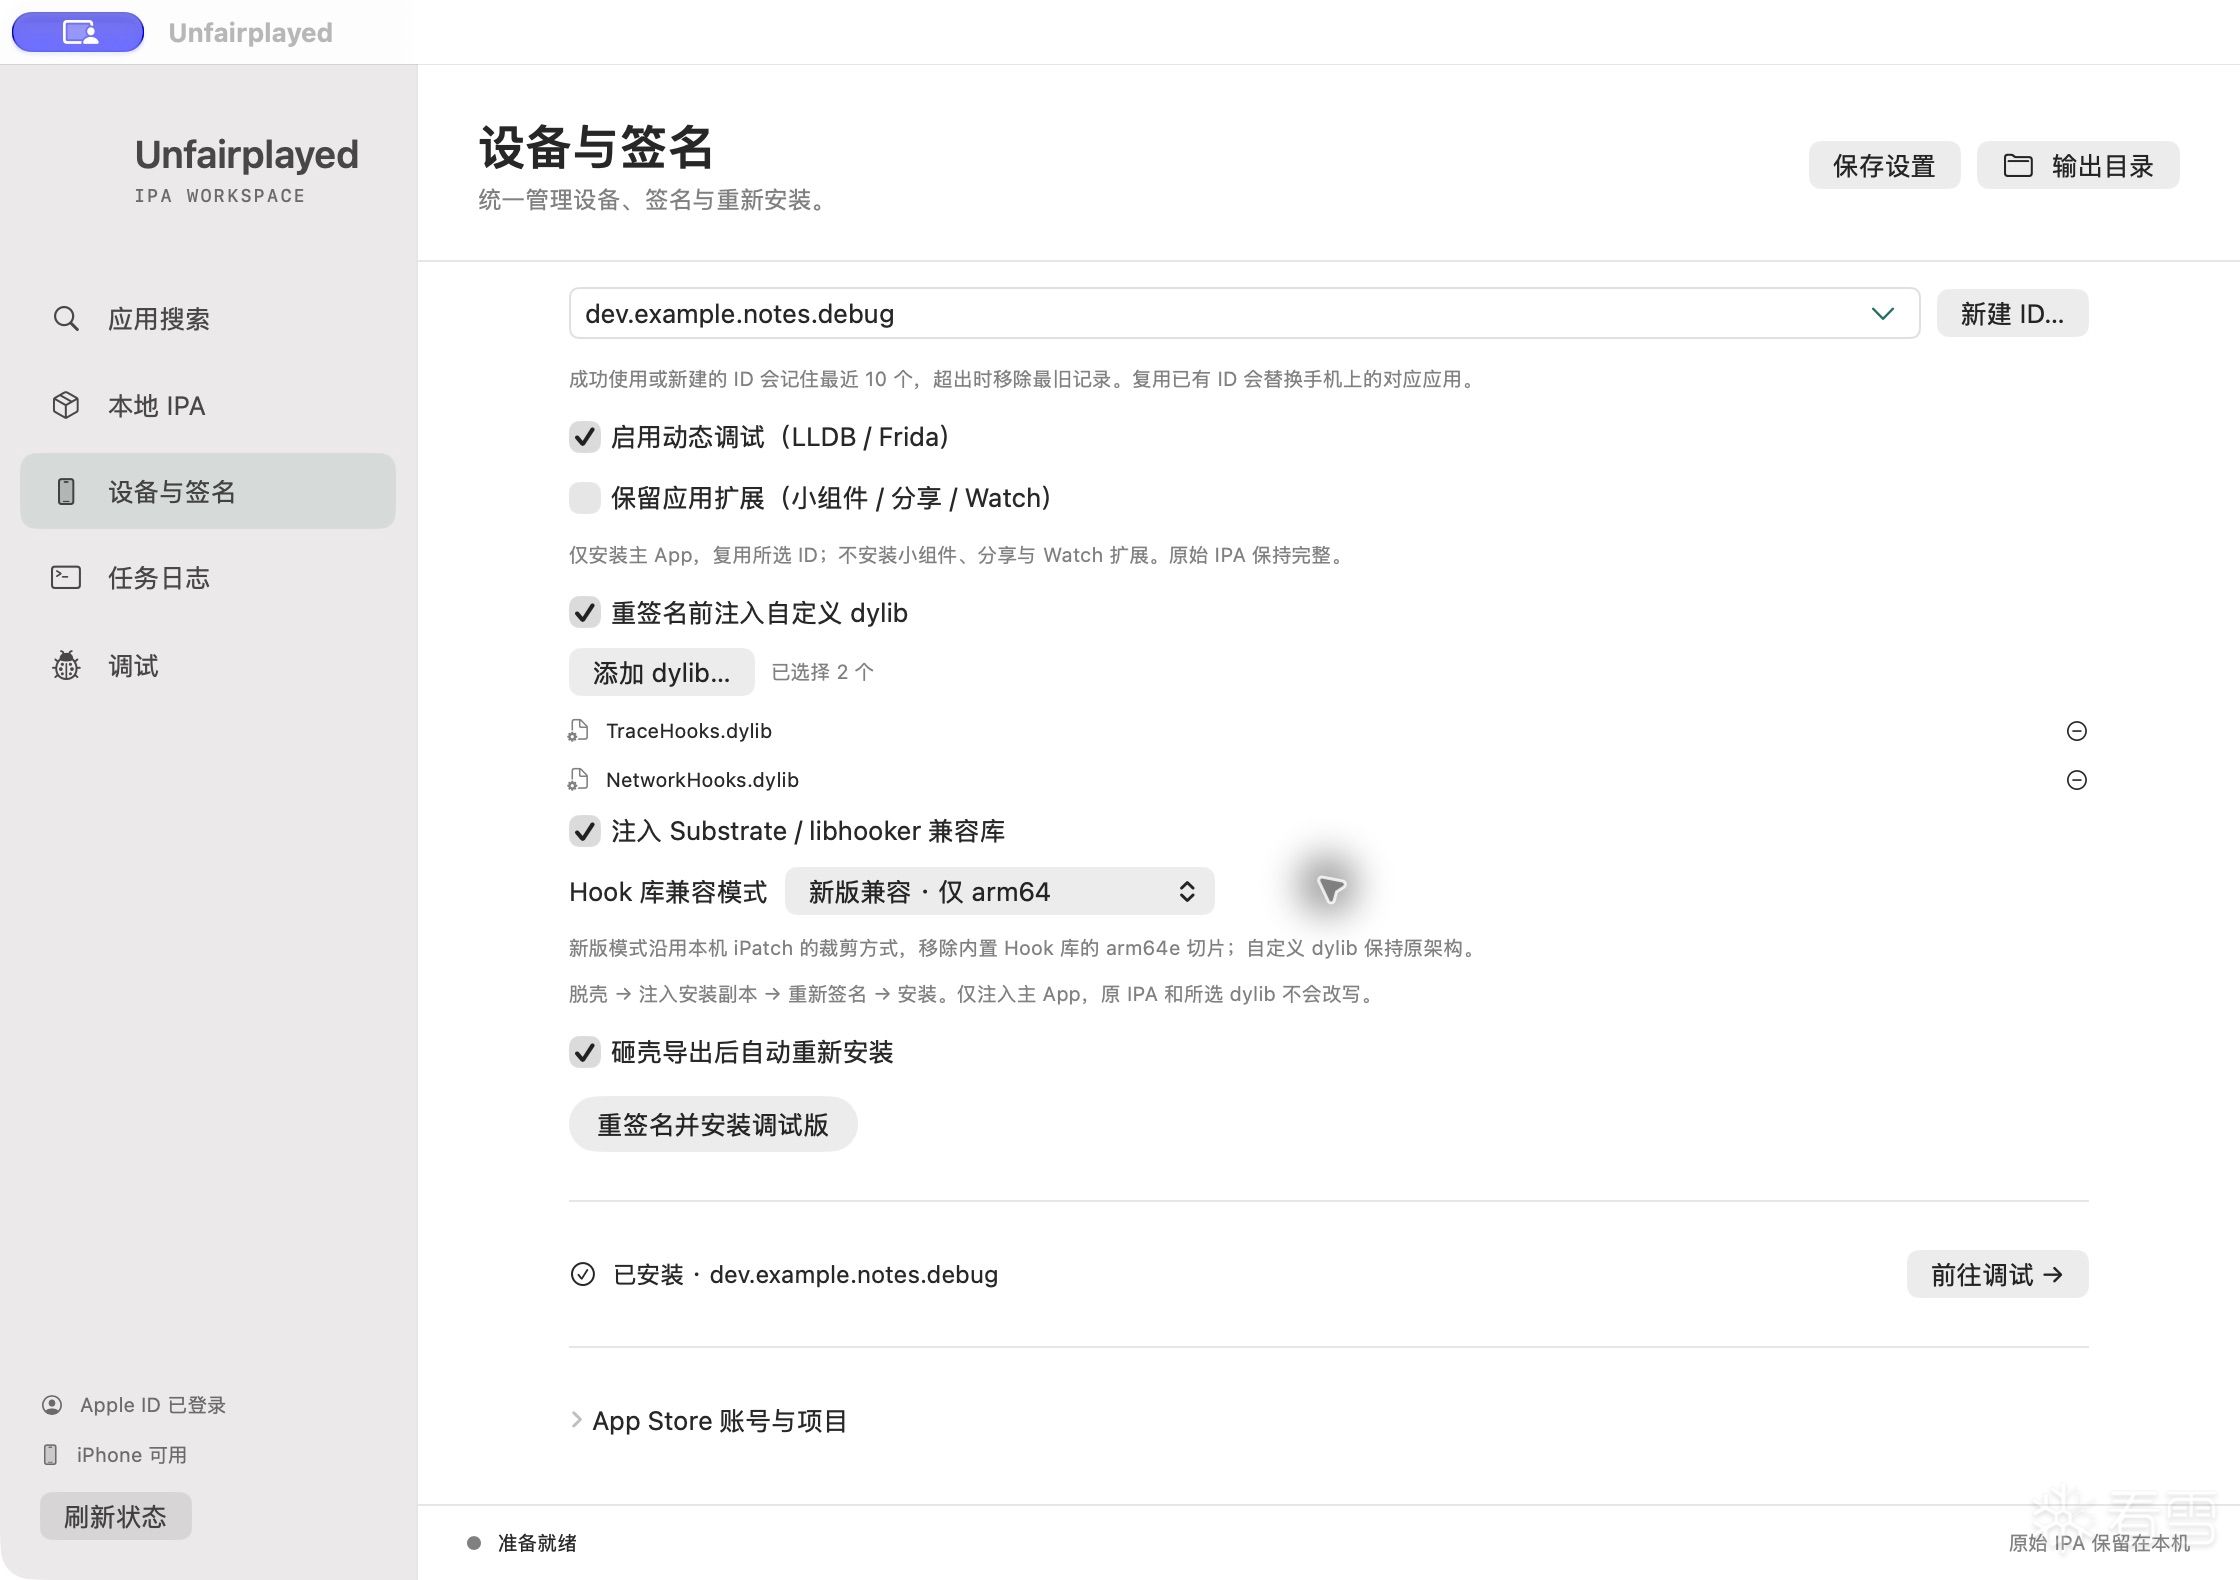 Unfairplayed
Unfairplayed
IPA WORKSPACE
应用搜索
本地 IPA
设备与签名
任务日志
调试
Apple ID 已登录
iPhone 可用
刷新状态
设备与签名
统一管理设备、签名与重新安装。
保存设置
输出目录
dev.example.notes.debug
新建 ID...
成功使用或新建的 ID 会记住最近 10 个，超出时移除最旧记录。复用已有 ID 会替换手机上的对应应用。
启用动态调试（LLDB / Frida）
保留应用扩展（小组件 / 分享 / Watch）
仅安装主 App，复用所选 ID；不安装小组件、分享与 Watch 扩展。原始 IPA 保持完整。
重签名前注入自定义 dylib
添加 dylib... 已选择 2 个
TraceHooks.dylib
NetworkHooks.dylib
注入 Substrate / libhooker 兼容库
Hook 库兼容模式 新版兼容 · 仅 arm64
新版模式沿用本机 iPatch 的裁剪方式，移除内置 Hook 库的 arm64e 切片；自定义 dylib 保持原架构。
脱壳 → 注入安装副本 → 重新签名 → 安装。仅注入主 App，原 IPA 和所选 dylib 不会改写。
砸壳导出后自动重新安装
重签名并安装调试版
已安装 · dev.example.notes.debug
前往调试 →
App Store 账号与项目
准备就绪
原始 IPA 保留在本机
看雪